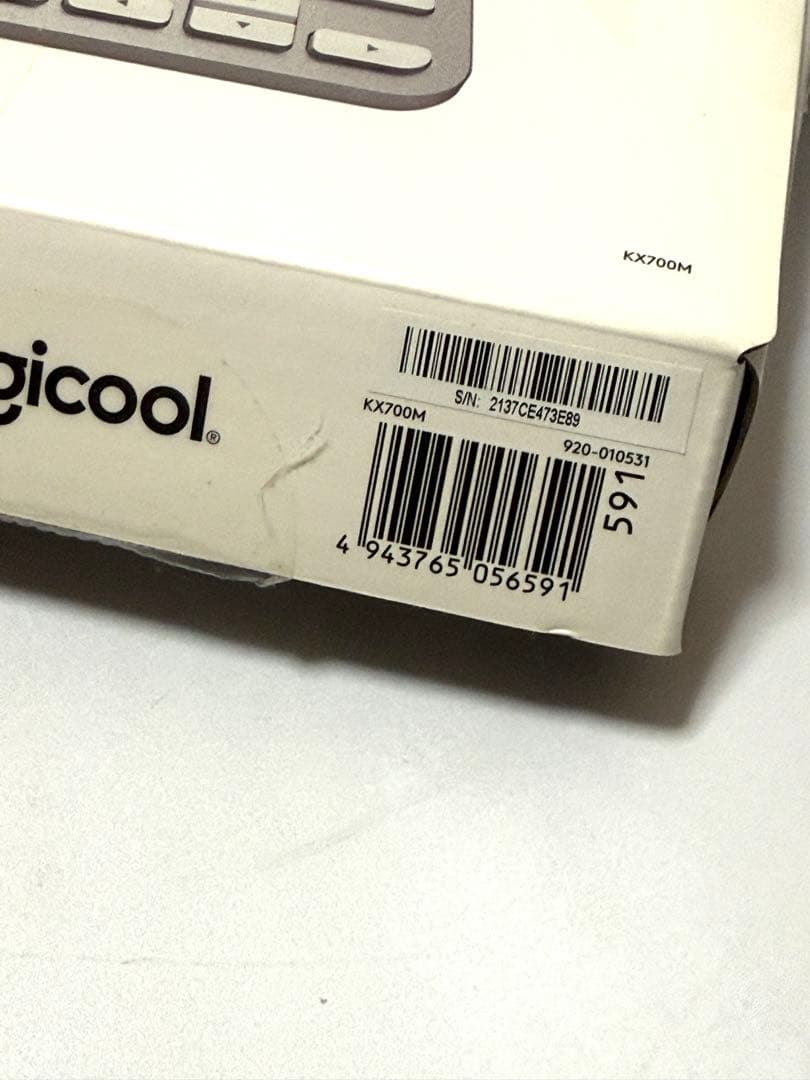 KX700M
gicool®
S/N: 2137CE473E89
KX700M
920-010531
4 943765 056591
591